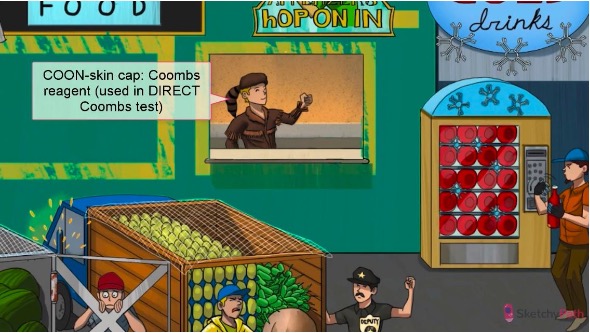 FOOD
hOP ON IN
drinks
COON-skin cap: Coombs
reagent (used in DIRECT
Coombs test)
DEPUTY
SketchyPath